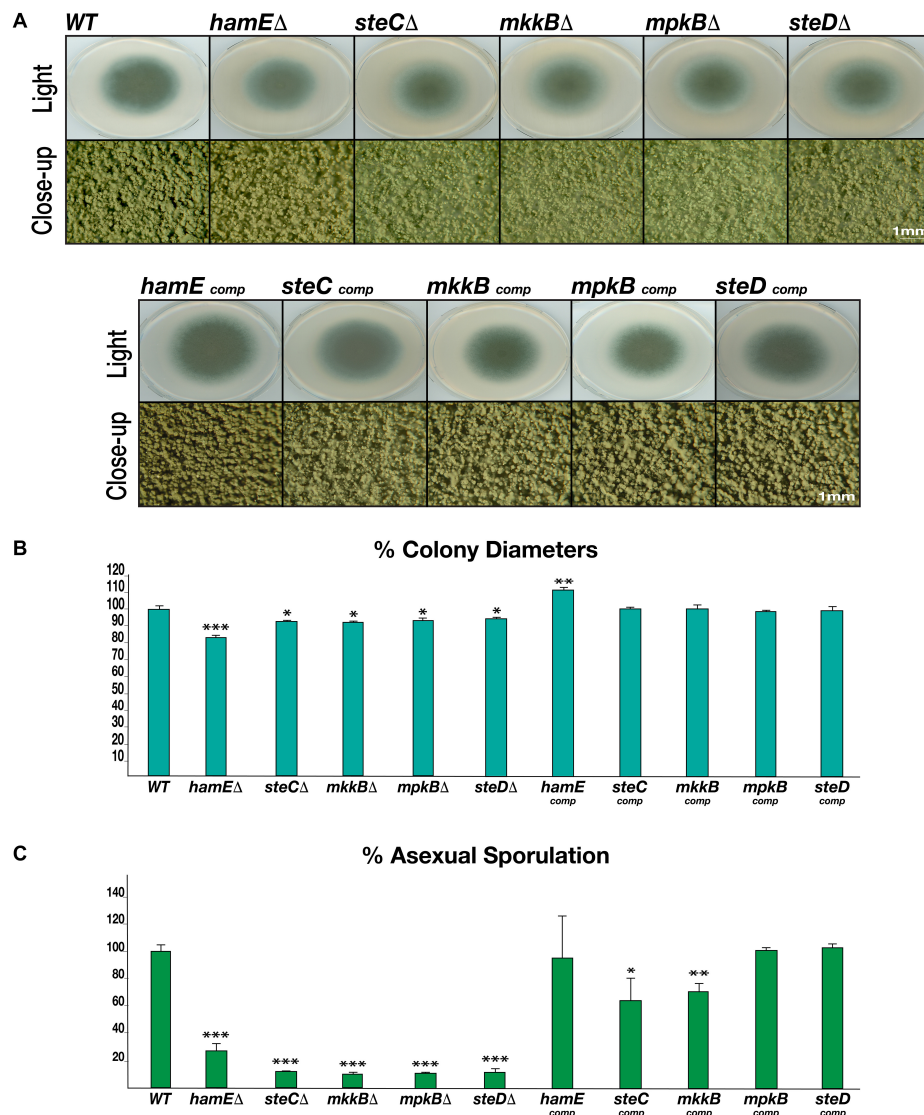 A
WT hamEΔ steCΔ mkkBΔ mpkBΔ steDΔ
Light
Close-up
1mm
hamE comp steC comp mkkB comp mpkB comp steD comp
Light
Close-up
1mm
B
% Colony Diameters
120
110
100
90
80
70
60
50
40
30
20
10
*** * * * * **
WT hamEΔ steCΔ mkkBΔ mpkBΔ steDΔ hamE steC mkkB mpkB steD
comp comp comp comp comp
C
% Asexual Sporulation
140
120
100
80
60
40
20
*** *** *** *** *** * **
WT hamEΔ steCΔ mkkBΔ mpkBΔ steDΔ hamE steC mkkB mpkB steD
comp comp comp comp comp